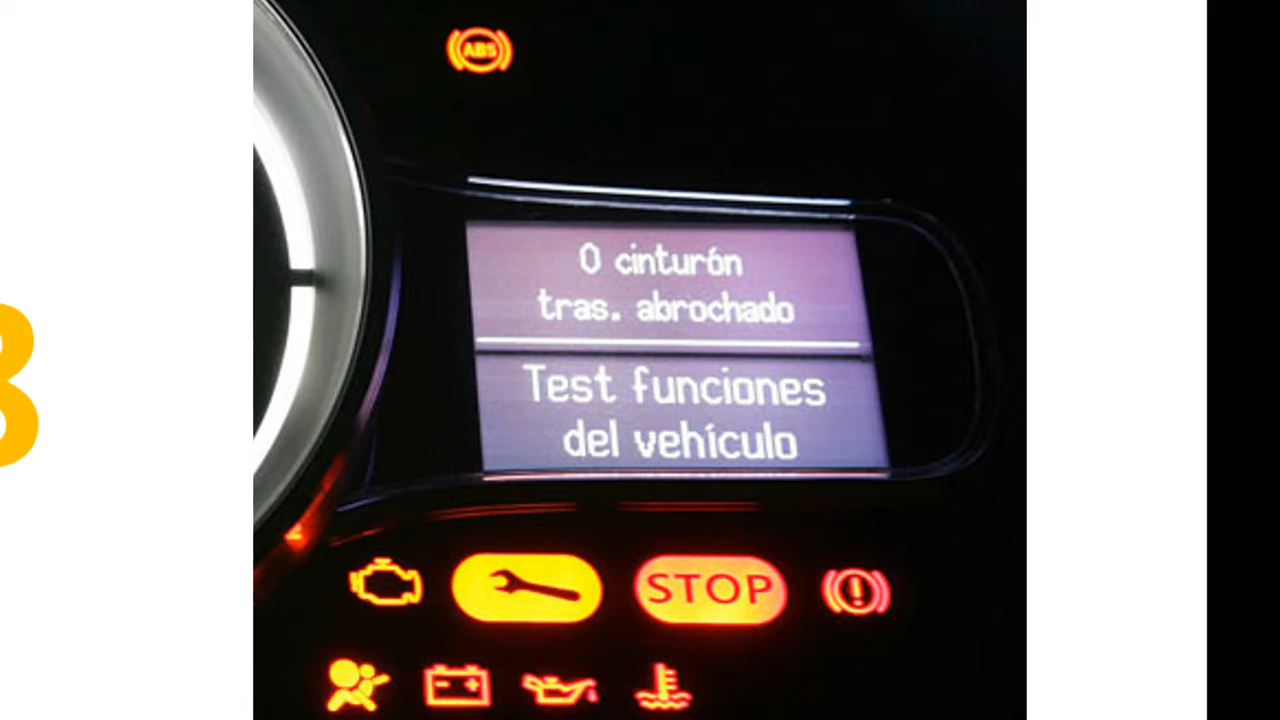 ABS
0 cinturón
tras. abrochado
Test funciones
del vehículo
STOP